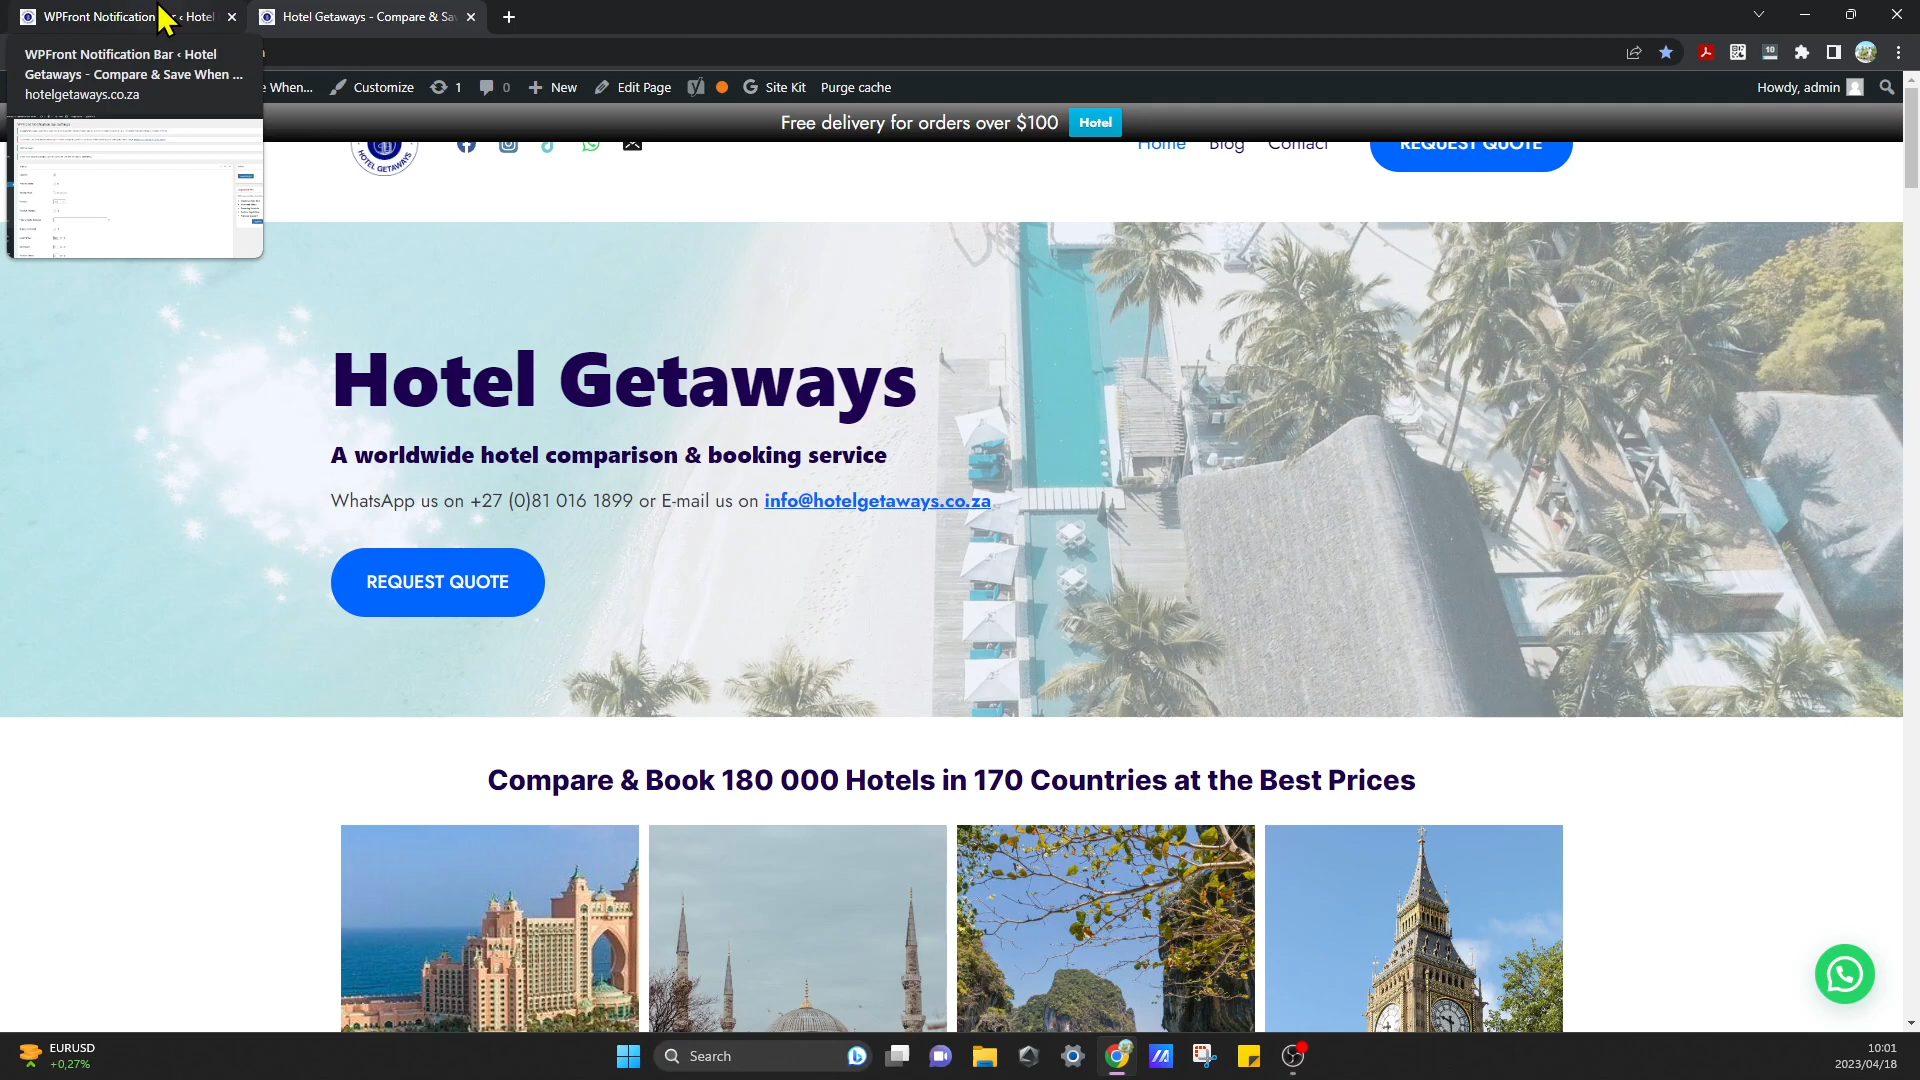 WPFront Notification
‹ Hotel
Hotel Getaways - Compare & Sav
WPFront Notification Bar ‹ Hotel
Getaways - Compare & Save When ...
hotelgetaways.co.za
e When...
Customize
1
0
New
Edit Page
Site Kit
Purge cache
Howdy, admin
Free delivery for orders over $100
Hotel
HOTEL GETAWAYS
Home
Blog
Contact
REQUEST QUOTE
Hotel Getaways
A worldwide hotel comparison & booking service
WhatsApp us on +27 (0)81 016 1899 or E-mail us on info@hotelgetaways.co.za
REQUEST QUOTE
Compare & Book 180 000 Hotels in 170 Countries at the Best Prices
EURUSD
+0,27%
Search
10:01
2023/04/18